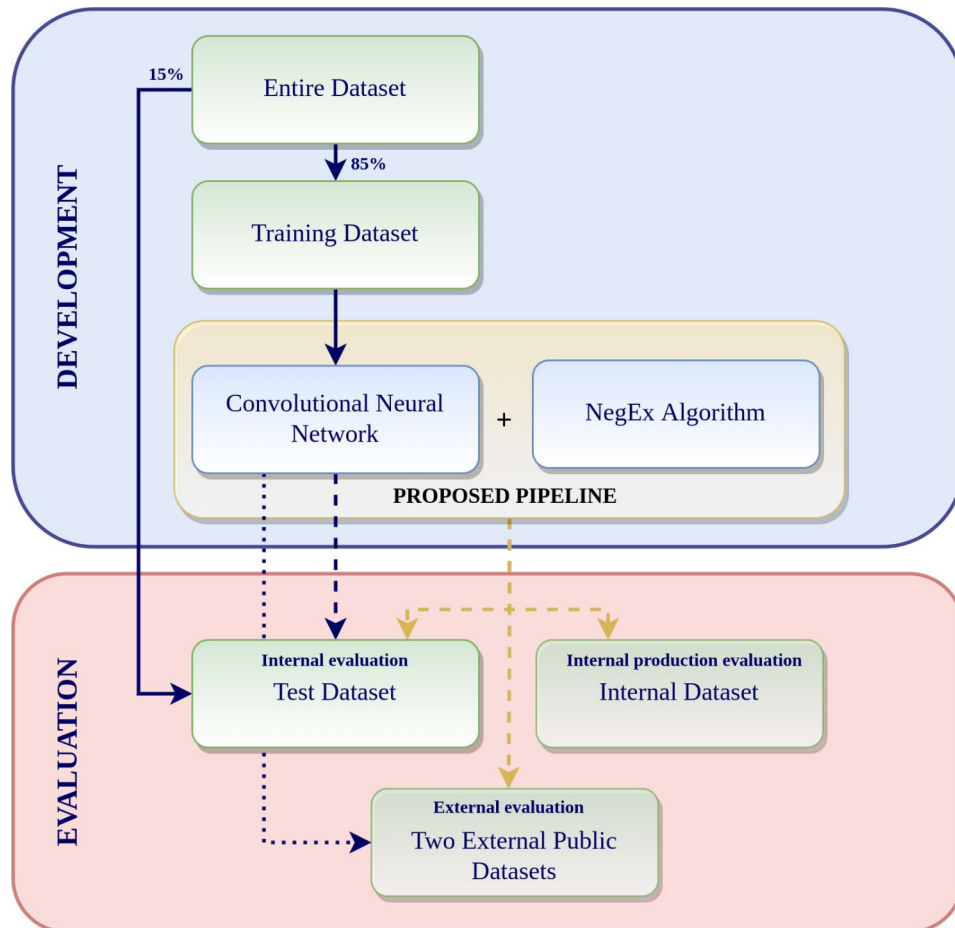 15%
Entire Dataset
85%
Training Dataset
DEVELOPMENT
Convolutional Neural
Network
+
NegEx Algorithm
PROPOSED PIPELINE
EVALUATION
Internal evaluation
Test Dataset
Internal production evaluation
Internal Dataset
External evaluation
Two External Public
Datasets